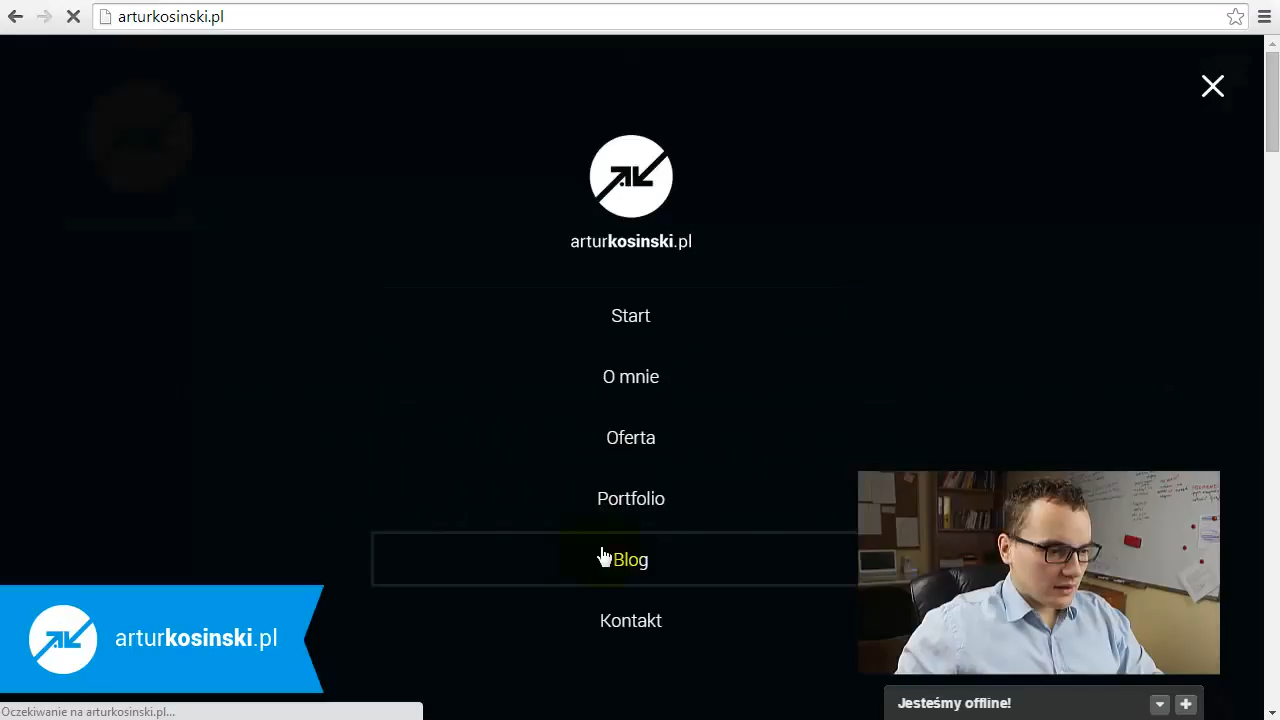 arturkosinski.pl
arturkosinski.pl
Start
O mnie
Oferta
Portfolio
Blog
Kontakt
arturkosinski.pl
Jesteśmy offline!
Oczekiwanie na arturkosinski.pl...